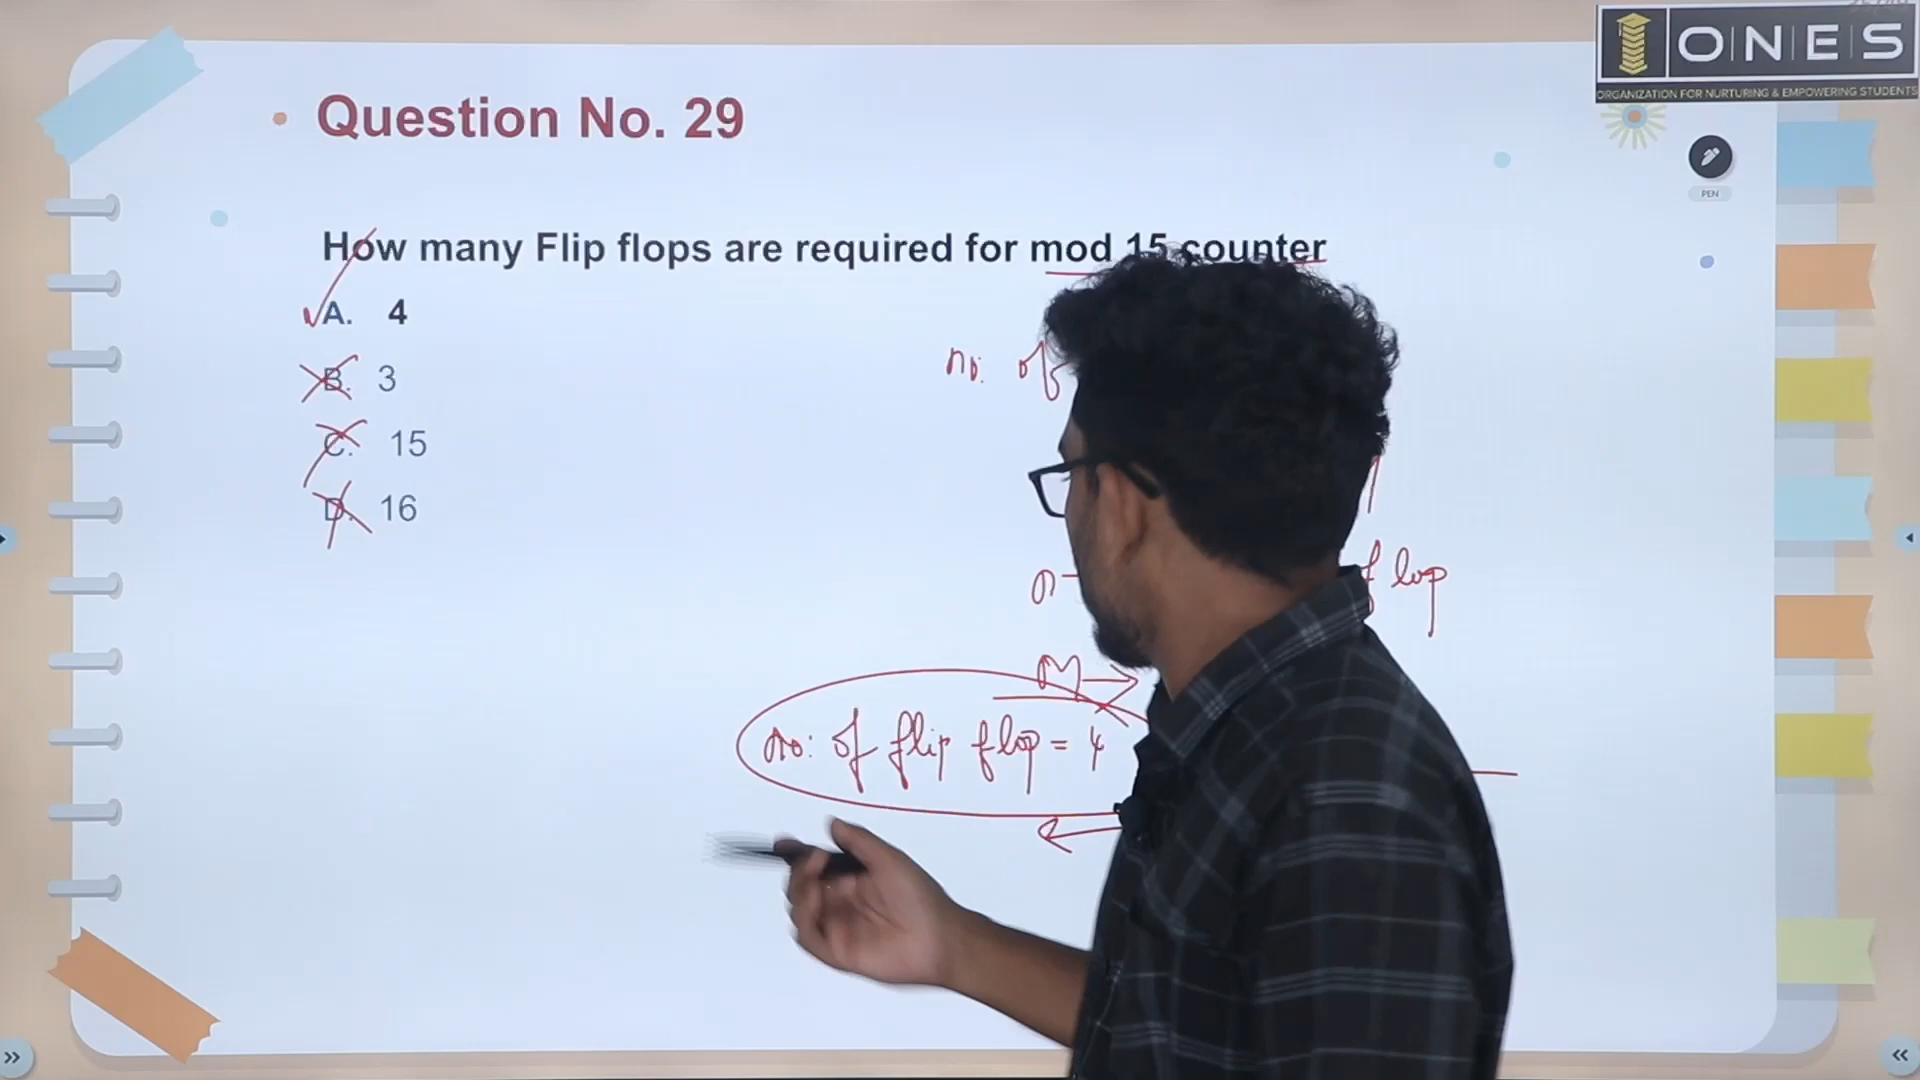 O|N|E|S
ORGANIZATION FOR NURTURING & EMPOWERING STUDENTS
• Question No. 29
PEN
How many Flip flops are required for mod 15 counter
A. 4
B. 3
C. 15
D. 16
no. of
n -
flop
M →
no: of flip flop = 4